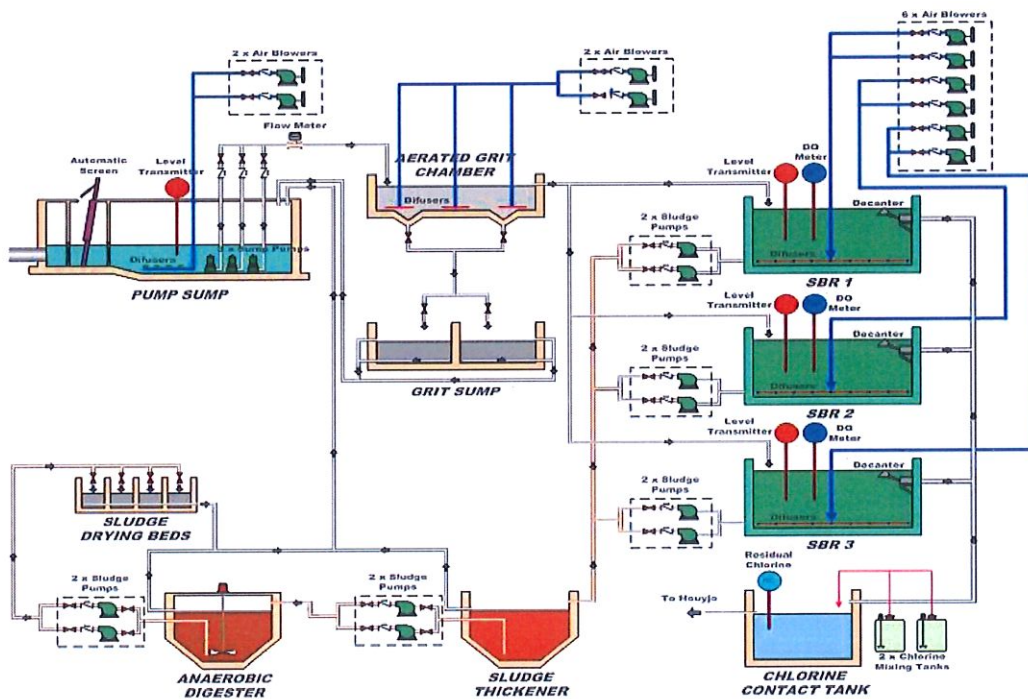 2 x Air Blowers
2 x Air Blowers
6 x Air Blowers
Flow Meter
Automatic
Screen
Level
Transmitter
AERATED GRIT
CHAMBER
Difusers
Difusers
Sump Pumps
PUMP SUMP
GRIT SUMP
Level
Transmitter
DO
Meter
Decanter
2 x Sludge
Pumps
Difusers
SBR 1
Level
Transmitter
DO
Meter
Decanter
2 x Sludge
Pumps
Difusers
SBR 2
Level
Transmitter
DO
Meter
Decanter
2 x Sludge
Pumps
Difusers
SBR 3
SLUDGE
DRYING BEDS
2 x Sludge
Pumps
2 x Sludge
Pumps
ANAEROBIC
DIGESTER
SLUDGE
THICKENER
Residual
Chlorine
To Houyjo
2 x Chlorine
Mixing Tanks
CHLORINE
CONTACT TANK